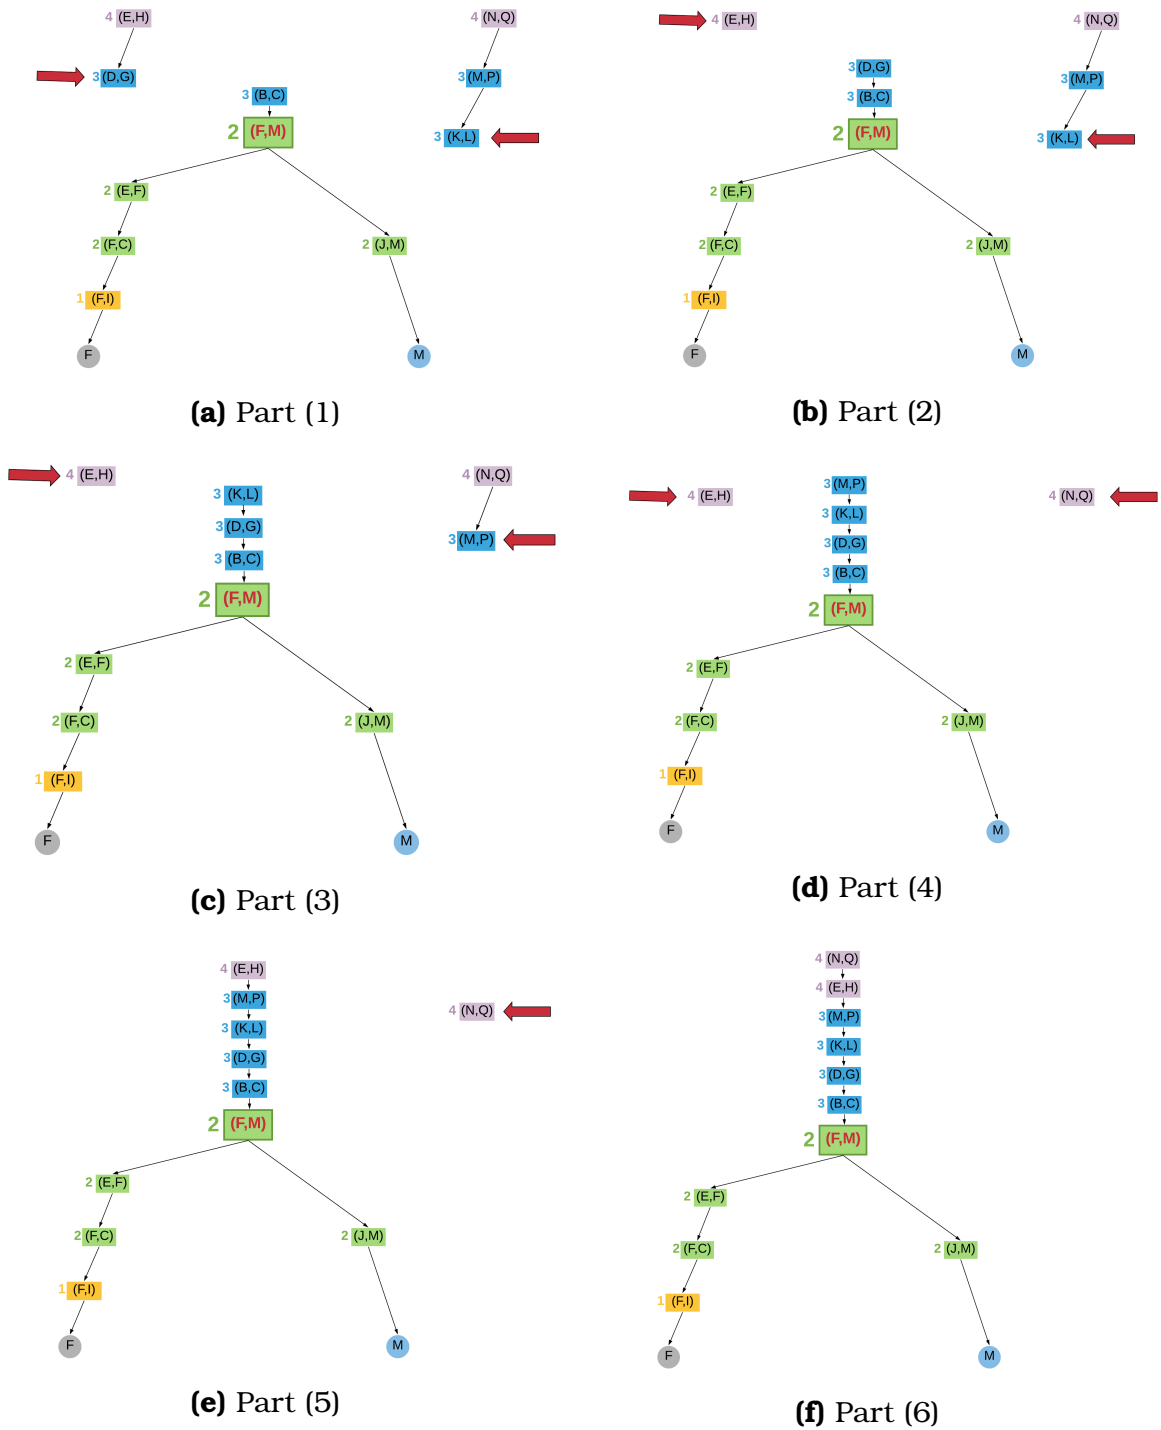 4 (E,H)
4 (N,Q)
3 (D,G)
3 (M,P)
3 (B,C)
2 (F,M)
3 (K,L)
2 (E,F)
2 (F,C)
2 (J,M)
1 (F,I)
F
M
(a) Part (1)
4 (E,H)
4 (N,Q)
3 (D,G)
3 (M,P)
3 (B,C)
2 (F,M)
3 (K,L)
2 (E,F)
2 (F,C)
2 (J,M)
1 (F,I)
F
M
(b) Part (2)
4 (E,H)
4 (N,Q)
3 (K,L)
3 (D,G)
3 (M,P)
3 (B,C)
2 (F,M)
2 (E,F)
2 (F,C)
2 (J,M)
1 (F,I)
F
M
(c) Part (3)
3 (M,P)
4 (E,H)
4 (N,Q)
3 (K,L)
3 (D,G)
3 (B,C)
2 (F,M)
2 (E,F)
2 (F,C)
2 (J,M)
1 (F,I)
F
M
(d) Part (4)
4 (E,H)
3 (M,P)
4 (N,Q)
3 (K,L)
3 (D,G)
3 (B,C)
2 (F,M)
2 (E,F)
2 (F,C)
2 (J,M)
1 (F,I)
F
M
(e) Part (5)
4 (N,Q)
4 (E,H)
3 (M,P)
3 (K,L)
3 (D,G)
3 (B,C)
2 (F,M)
2 (E,F)
2 (F,C)
2 (J,M)
1 (F,I)
F
M
(f) Part (6)